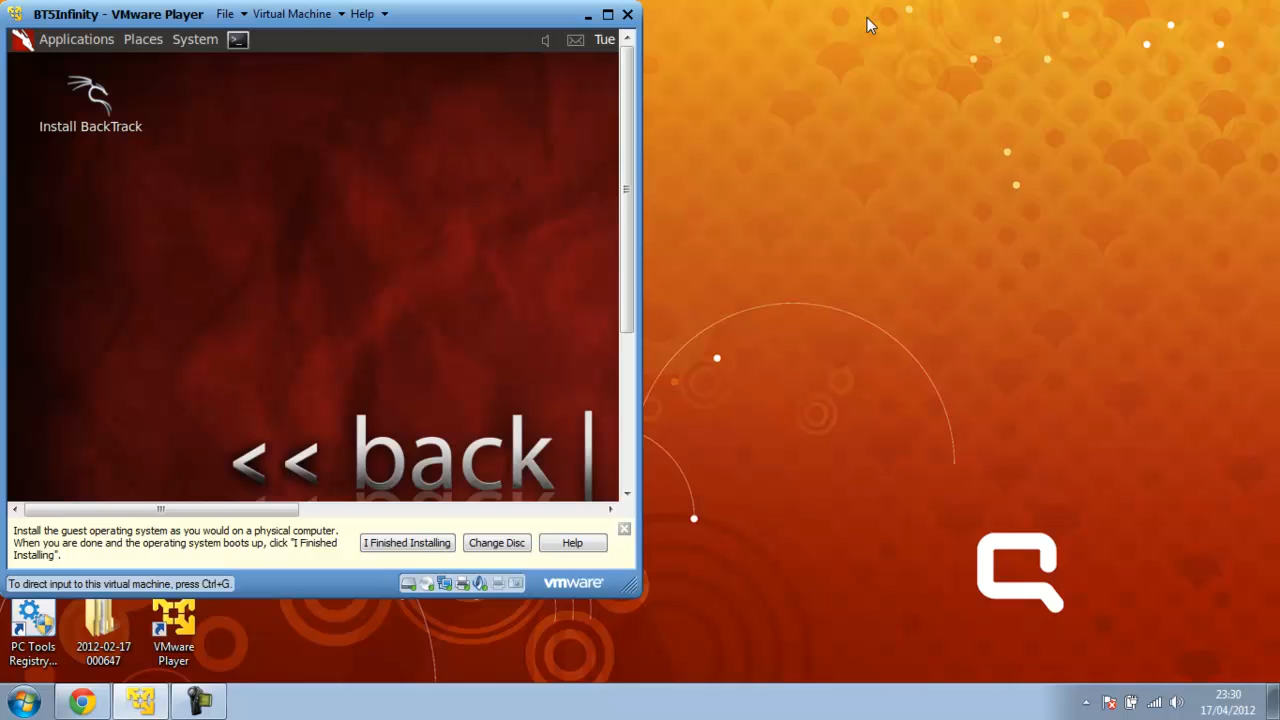 BT5Infinity - VMware Player File Virtual Machine Help
Applications Places System Tue
Install BackTrack
<< back |
Install the guest operating system as you would on a physical computer.
When you are done and the operating system boots up, click "I Finished
Installing".
I Finished Installing Change Disc Help
To direct input to this virtual machine, press Ctrl+G.
vmware
PC Tools
Registry...
2012-02-17
000647
VMware
Player
23:30
17/04/2012